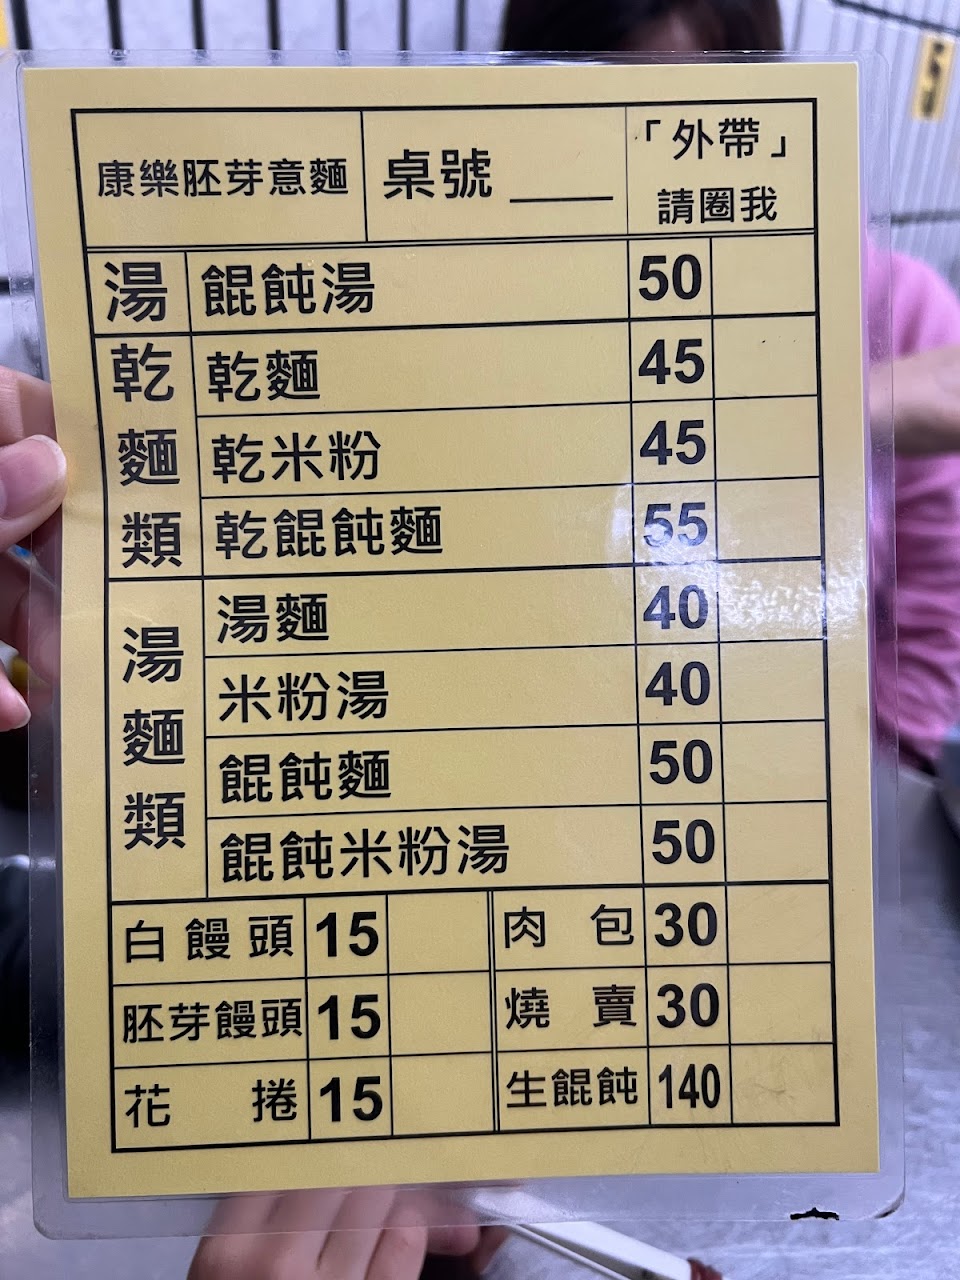 康樂胚芽意麵 桌號 ____ 「外帶」
請圈我
湯 餛飩湯 50
乾麵類 乾麵 45
乾米粉 45
乾餛飩麵 55
湯麵類 湯麵 40
米粉湯 40
餛飩麵 50
餛飩米粉湯 50
白饅頭 15 肉包 30
胚芽饅頭 15 燒賣 30
花捲 15 生餛飩 140